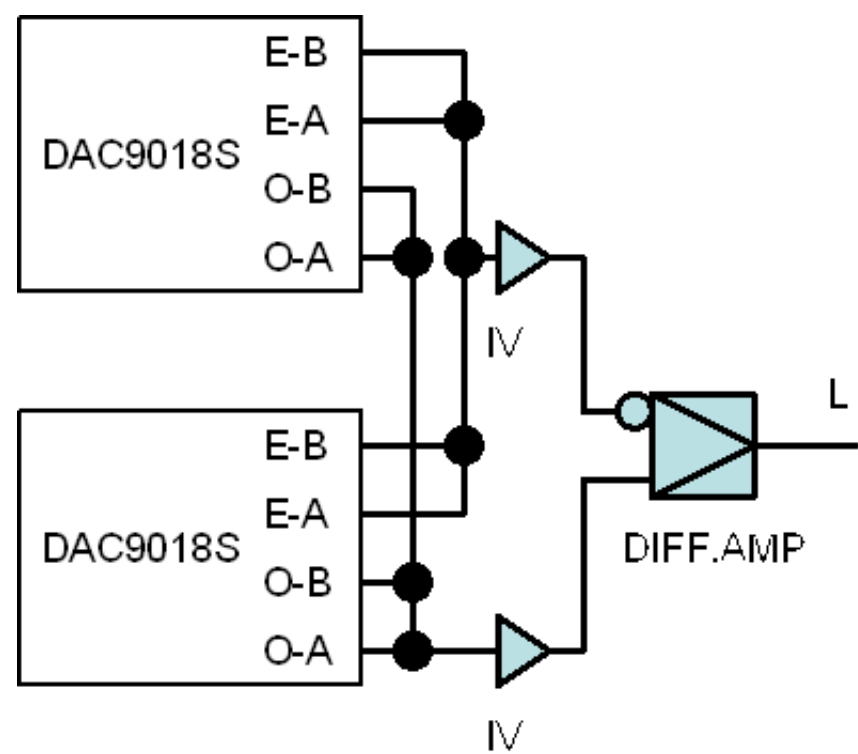 E-B
E-A
DAC9018S
O-B
O-A
IV
L
E-B
E-A
DAC9018S
DIFF.AMP
O-B
O-A
IV